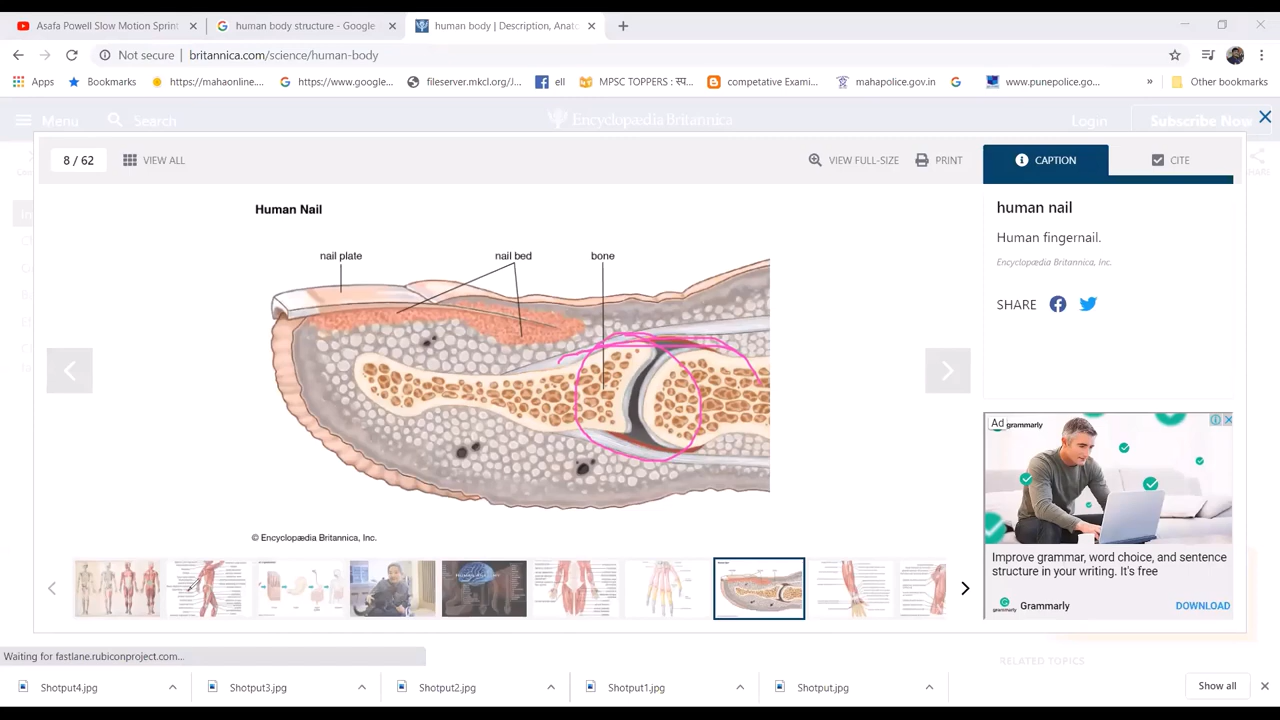 Asafa Powell Slow Motion Sprint
human body structure - Google
human body | Description, Anato
Not secure | britannica.com/science/human-body
Apps
Bookmarks
https://mahaonline....
https://www.google...
fileserver.mkcl.org/J...
ell
MPSC TOPPERS : स्प...
competative Exami...
mahapolice.gov.in
www.punepolice.go...
» Other bookmarks
Menu
Search
Encyclopædia Britannica
Login
Subscribe Now
8 / 62
VIEW ALL
VIEW FULL-SIZE
PRINT
CAPTION
CITE
SHARE
Human Nail
nail plate
nail bed
bone
© Encyclopædia Britannica, Inc.
human nail
Human fingernail.
Encyclopædia Britannica, Inc.
SHARE
Ad
grammarly
Improve grammar, word choice, and sentence
structure in your writing. It's free
Grammarly
DOWNLOAD
Waiting for fastlane.rubiconproject.com...
RELATED TOPICS
Shotput4.jpg
Shotput3.jpg
Shotput2.jpg
Shotput1.jpg
Shotput.jpg
Show all